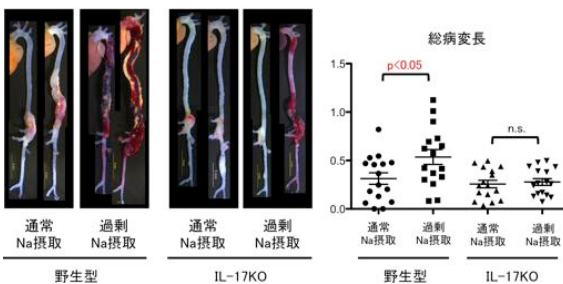 通常
Na摂取
過剰
Na摂取
通常
Na摂取
過剰
Na摂取
野生型
IL-17KO
総病変長
p<0.05
n.s.
1.5
1.0
0.5
0.0
通常
Na摂取
過剰
Na摂取
通常
Na摂取
過剰
Na摂取
野生型
IL-17KO